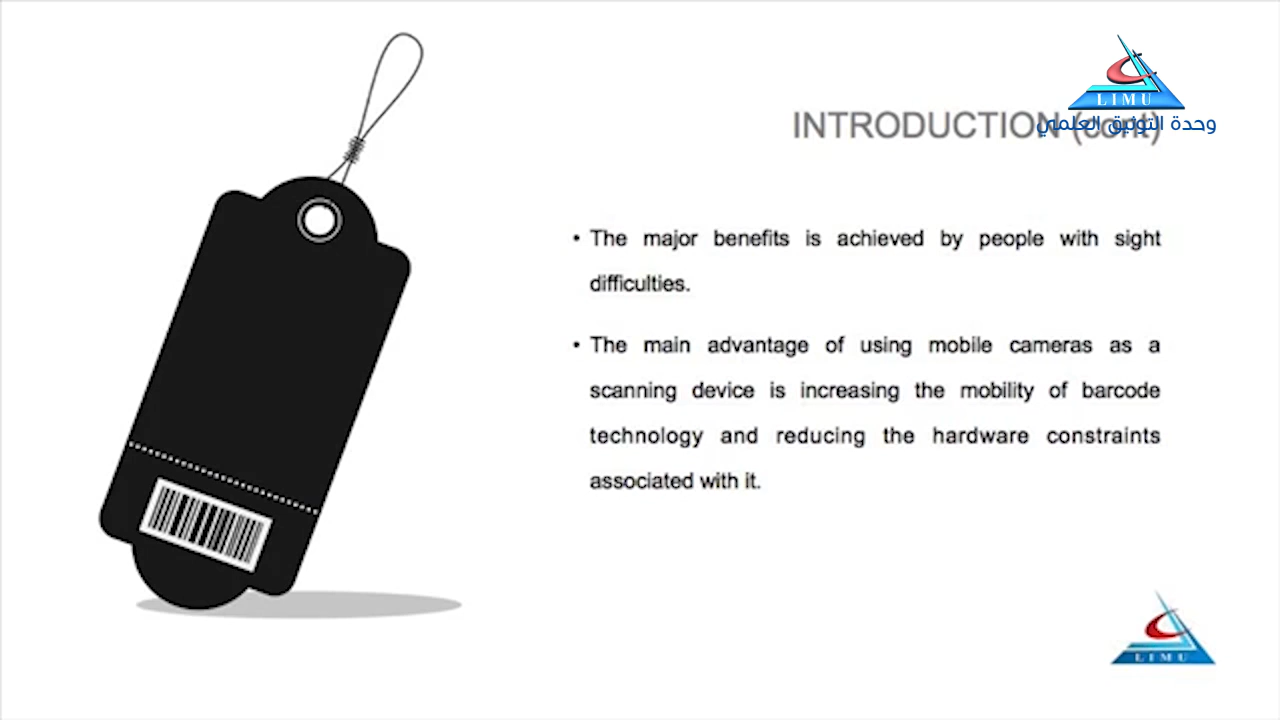 LIMU
وحدة التوثيق العلمي
INTRODUCTION (cont)
• The major benefits is achieved by people with sight
difficulties.
• The main advantage of using mobile cameras as a
scanning device is increasing the mobility of barcode
technology and reducing the hardware constraints
associated with it.
LIMU